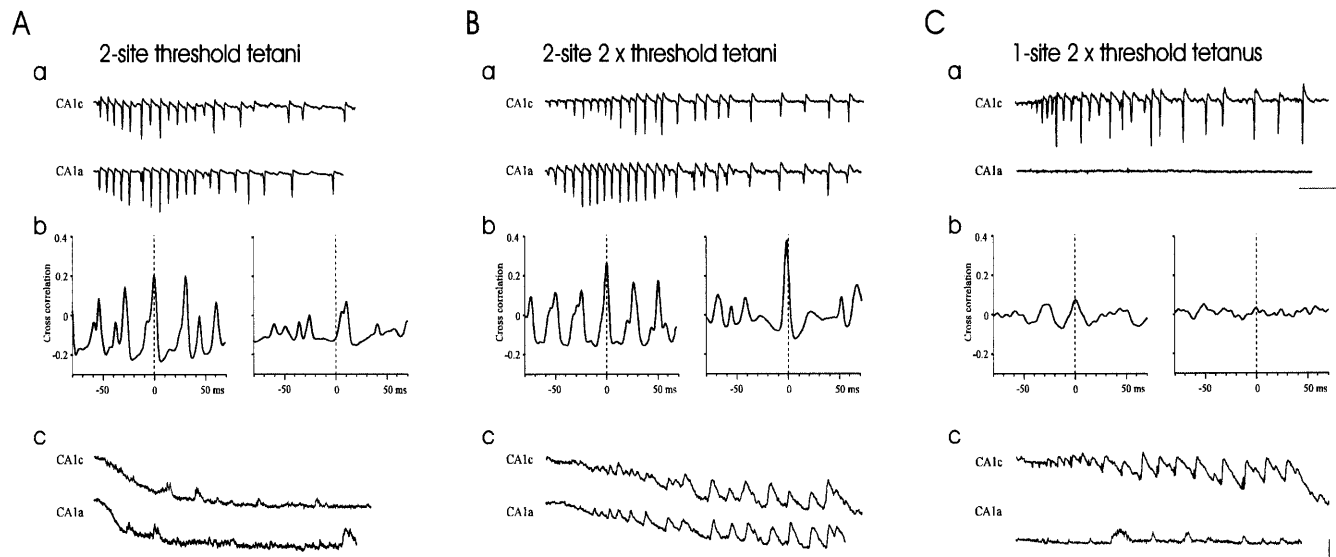 A
2-site threshold tetani
a
CA1c
CA1a
b
0.4
0.2
0
-0.2
Cross correlation
-50
0
50 ms
-50
0
50 ms
c
CA1c
CA1a
B
2-site 2 x threshold tetani
a
CA1c
CA1a
b
0.4
0.2
0
-0.2
Cross correlation
-50
0
50 ms
-50
0
50 ms
c
CA1c
CA1a
C
1-site 2 x threshold tetanus
a
CA1c
CA1a
b
0.4
0.2
0
-0.2
Cross correlation
-50
0
50 ms
-50
0
50 ms
c
CA1c
CA1a